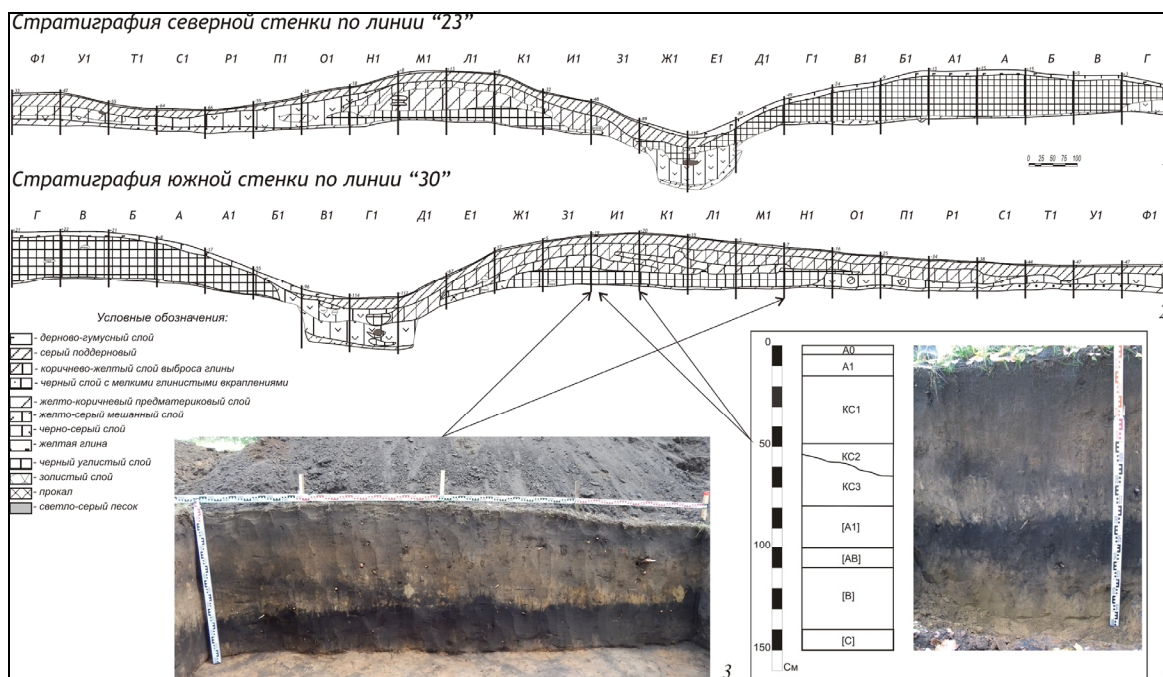 Стратиграфия северной стенки по линии “23”
Ф1 У1 Т1 С1 Р1 П1 О1 Н1 М1 Л1 К1 И1 З1 Ж1 Е1 Д1 Г1 В1 Б1 А1 А Б В Г
0 25 50 75 100
Стратиграфия южной стенки по линии “30”
Г В Б А А1 Б1 В1 Г1 Д1 Е1 Ж1 З1 И1 К1 Л1 М1 Н1 О1 П1 Р1 С1 Т1 У1 Ф1
2
Условные обозначения:
- дерново-гумусный слой
- серый поддерновый
- коричнево-желтый слой выброса глины
- черный слой с мелкими глинистыми вкраплениями
- желто-коричневый предматериковый слой
- желто-серый мешанный слой
- черно-серый слой
- желтая глина
- черный углистый слой
- золистый слой
- прокал
- светло-серый песок
3
0
А0
А1
КС1
50
КС2
КС3
[А1]
100
[АВ]
[В]
[С]
150
См